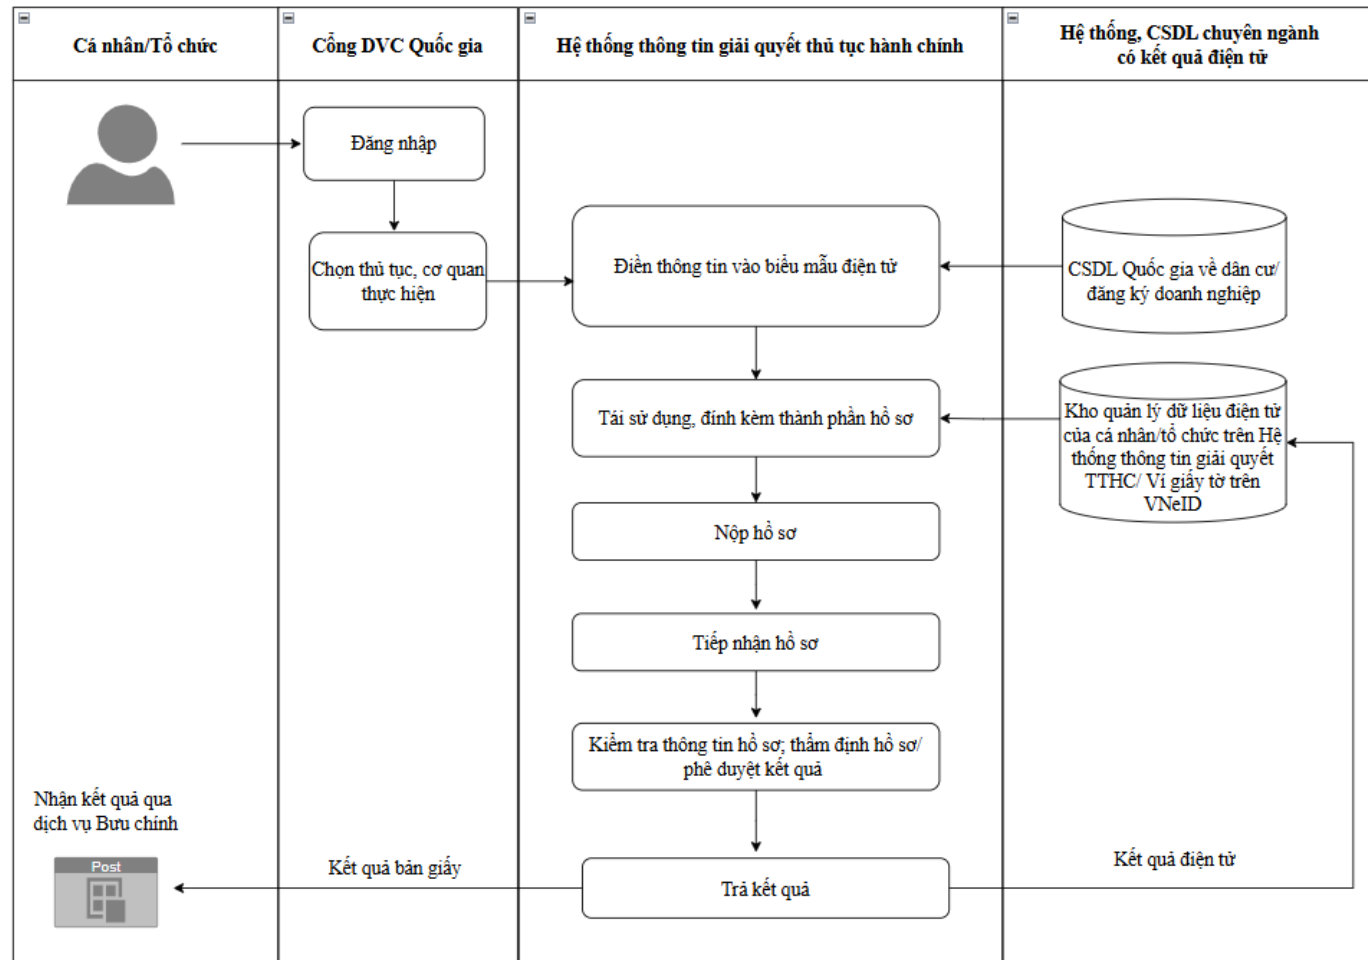 Cá nhân/Tổ chức
Cổng DVC Quốc gia
Hệ thống thông tin giải quyết thủ tục hành chính
Hệ thống, CSDL chuyên ngành
có kết quả điện tử
Đăng nhập
Chọn thủ tục, cơ quan
thực hiện
Điền thông tin vào biểu mẫu điện tử
CSDL Quốc gia về dân cư/
đăng ký doanh nghiệp
Tái sử dụng, đính kèm thành phần hồ sơ
Kho quản lý dữ liệu điện tử
của cá nhân/tổ chức trên Hệ
thống thông tin giải quyết
TTHC/ Ví giấy tờ trên
VNeID
Nộp hồ sơ
Tiếp nhận hồ sơ
Kiểm tra thông tin hồ sơ; thẩm định hồ sơ/
phê duyệt kết quả
Nhận kết quả qua
dịch vụ Bưu chính
Post
Kết quả bản giấy
Trả kết quả
Kết quả điện tử